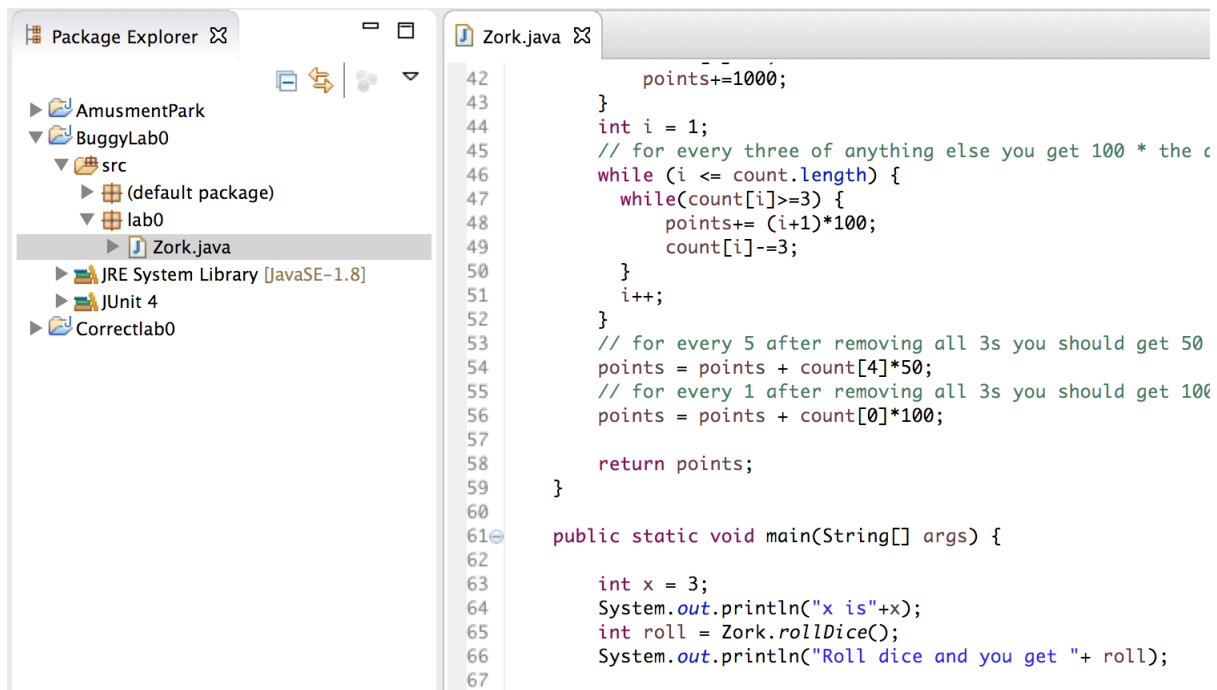 Package Explorer
AmusmentPark
BuggyLab0
src
(default package)
lab0
Zork.java
JRE System Library [JavaSE-1.8]
JUnit 4
Correctlab0
Zork.java
42 points+=1000;
43 }
44 int i = 1;
45 // for every three of anything else you get 100 * the
46 while (i <= count.length) {
47 while(count[i]>=3) {
48 points+= (i+1)*100;
49 count[i]-=3;
50 }
51 i++;
52 }
53 // for every 5 after removing all 3s you should get 50
54 points = points + count[4]*50;
55 // for every 1 after removing all 3s you should get 100
56 points = points + count[0]*100;
57
58 return points;
59 }
60
61 public static void main(String[] args) {
62
63 int x = 3;
64 System.out.println("x is"+x);
65 int roll = Zork.rollDice();
66 System.out.println("Roll dice and you get "+ roll);
67